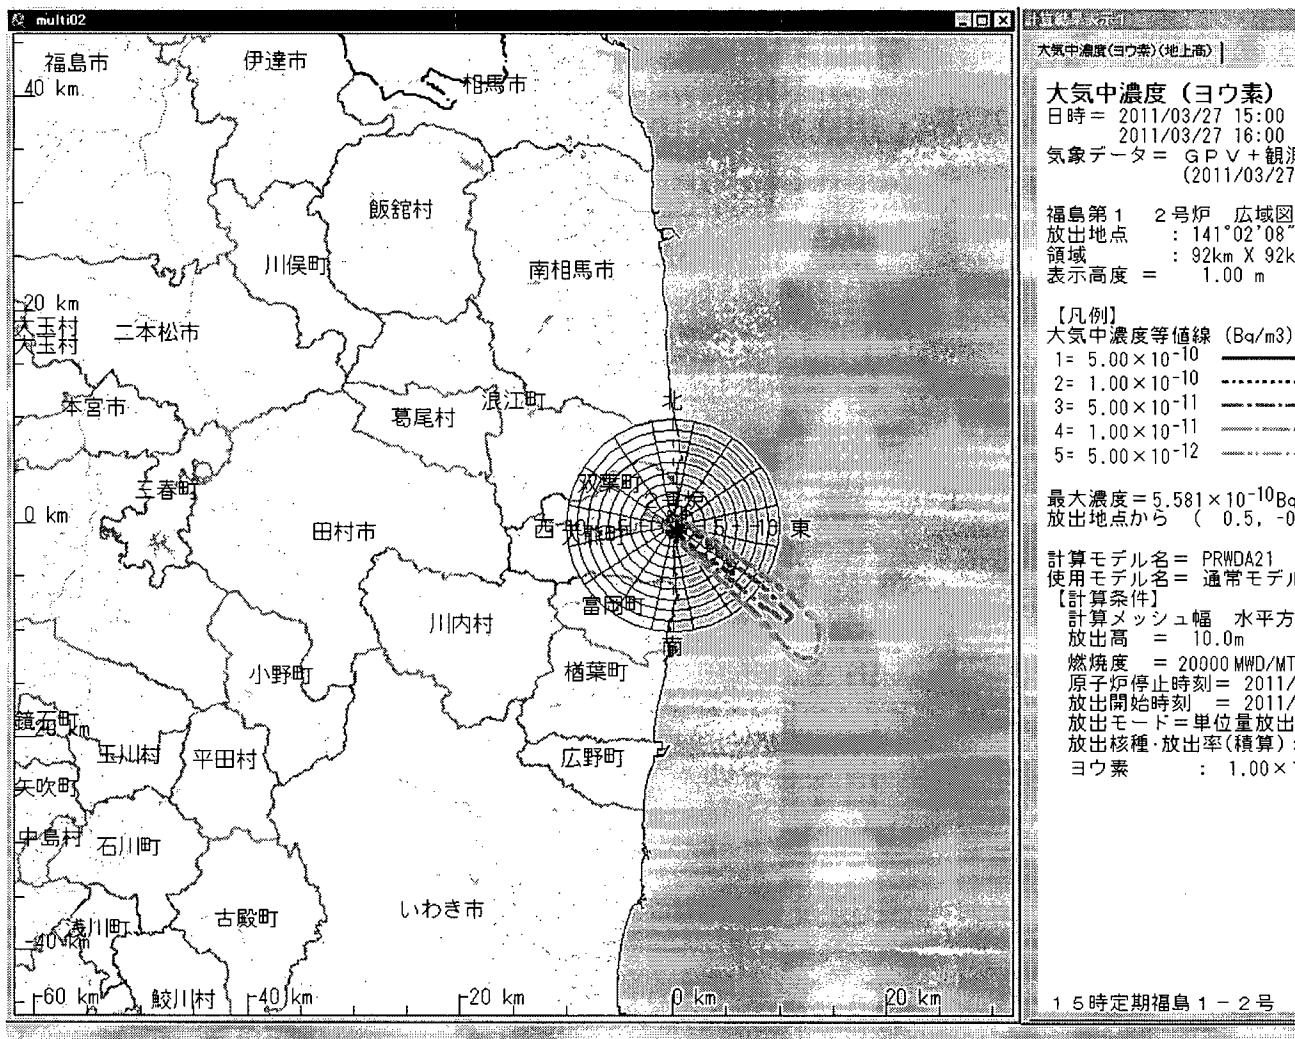 multi02
福島市
伊達市
相馬市
40 km
飯舘村
川俣町
南相馬市
20 km
大玉村
大玉村
二本松市
本宮市
葛尾村
浪江町
北
三春町
双葉町
0 km
田村市
西
東
富岡町
川内村
南
小野町
楢葉町
鏡石町
-20 km
玉川村
平田村
広野町
矢吹町
中島村
石川町
浅川町
古殿町
いわき市
-40 km
鮫川村
-60 km
-40 km
-20 km
0 km
20 km
計算結果表示-1
大気中濃度(ヨウ素)(地上高)
大気中濃度（ヨウ素）
日時＝ 2011/03/27 15:00
2011/03/27 16:00
気象データ＝ ＧＰＶ＋観測
(2011/03/27
福島第１ ２号炉 広域図
放出地点 : 141°02'08"
領域 : 92km X 92k
表示高度 ＝ 1.00 m
【凡例】
大気中濃度等値線 (Bq/m3)
1= 5.00×10-10
2= 1.00×10-10
3= 5.00×10-11
4= 1.00×10-11
5= 5.00×10-12
最大濃度＝5.581×10-10Bq
放出地点から （ 0.5, -0
計算モデル名＝ PRWDA21
使用モデル名＝ 通常モデル
【計算条件】
計算メッシュ幅 水平方
放出高 ＝ 10.0m
燃焼度 ＝ 20000 MWD/MT
原子炉停止時刻＝ 2011/
放出開始時刻 ＝ 2011/
放出モード＝単位量放出
放出核種･放出率(積算) :
ヨウ素 : 1.00×1
１５時定期福島１－２号